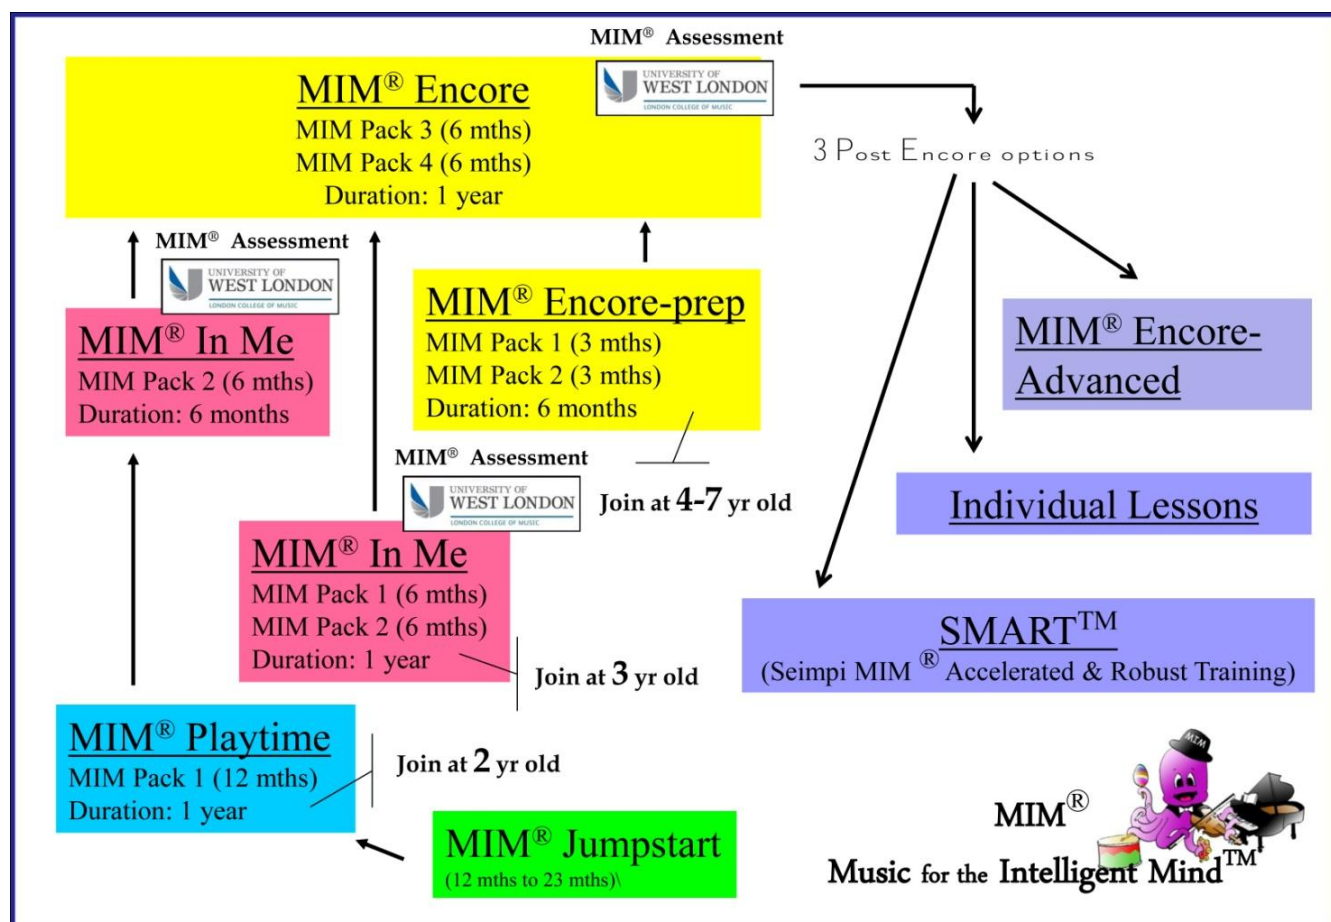 MIM® Assessment
UNIVERSITY OF
WEST LONDON
LONDON COLLEGE OF MUSIC
MIM® Encore
MIM Pack 3 (6 mths)
MIM Pack 4 (6 mths)
Duration: 1 year
3 Post Encore options
MIM® Assessment
UNIVERSITY OF
WEST LONDON
LONDON COLLEGE OF MUSIC
MIM® In Me
MIM Pack 2 (6 mths)
Duration: 6 months
MIM® Encore-prep
MIM Pack 1 (3 mths)
MIM Pack 2 (3 mths)
Duration: 6 months
Join at 4-7 yr old
MIM® Encore-
Advanced
Individual Lessons
SMART™
(Seimpi MIM ® Accelerated & Robust Training)
MIM® Assessment
UNIVERSITY OF
WEST LONDON
LONDON COLLEGE OF MUSIC
MIM® In Me
MIM Pack 1 (6 mths)
MIM Pack 2 (6 mths)
Duration: 1 year
Join at 3 yr old
MIM® Playtime
MIM Pack 1 (12 mths)
Duration: 1 year
Join at 2 yr old
MIM® Jumpstart
(12 mths to 23 mths)\
MIM
MIM®
Music for the Intelligent Mind™